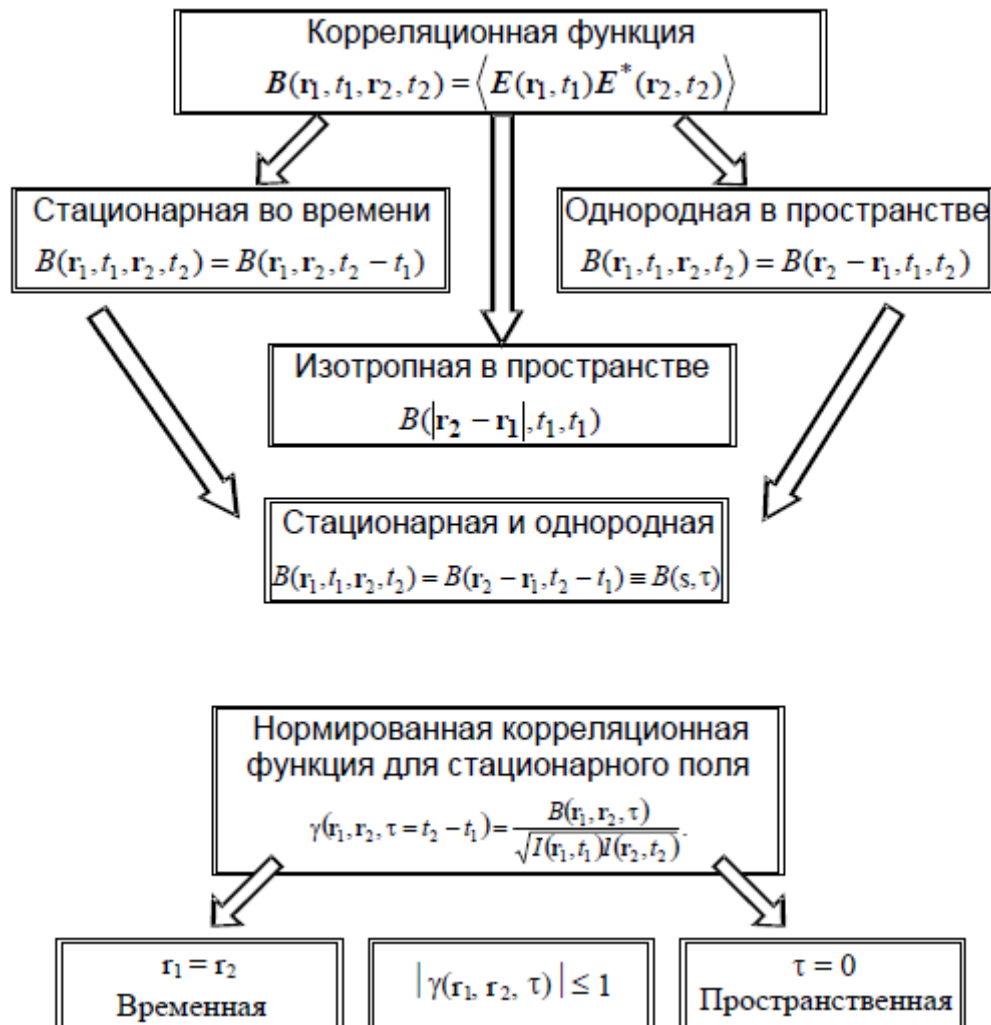 Корреляционная функция
B(r₁, t₁, r₂, t₂) = ⟨E(r₁, t₁)E*(r₂, t₂)⟩
Стационарная во времени
B(r₁, t₁, r₂, t₂) = B(r₁, r₂, t₂ − t₁)
Однородная в пространстве
B(r₁, t₁, r₂, t₂) = B(r₂ − r₁, t₁, t₂)
Изотропная в пространстве
B(|r₂ − r₁|, t₁, t₁)
Стационарная и однородная
B(r₁, t₁, r₂, t₂) = B(r₂ − r₁, t₂ − t₁) ≡ B(s, τ)
Нормированная корреляционная
функция для стационарного поля
γ(r₁, r₂, τ = t₂ − t₁) = B(r₁, r₂, τ) / √(I(r₁, t₁)I(r₂, t₂)).
r₁ = r₂
Временная
|γ(r₁, r₂, τ)| ≤ 1
τ = 0
Пространственная